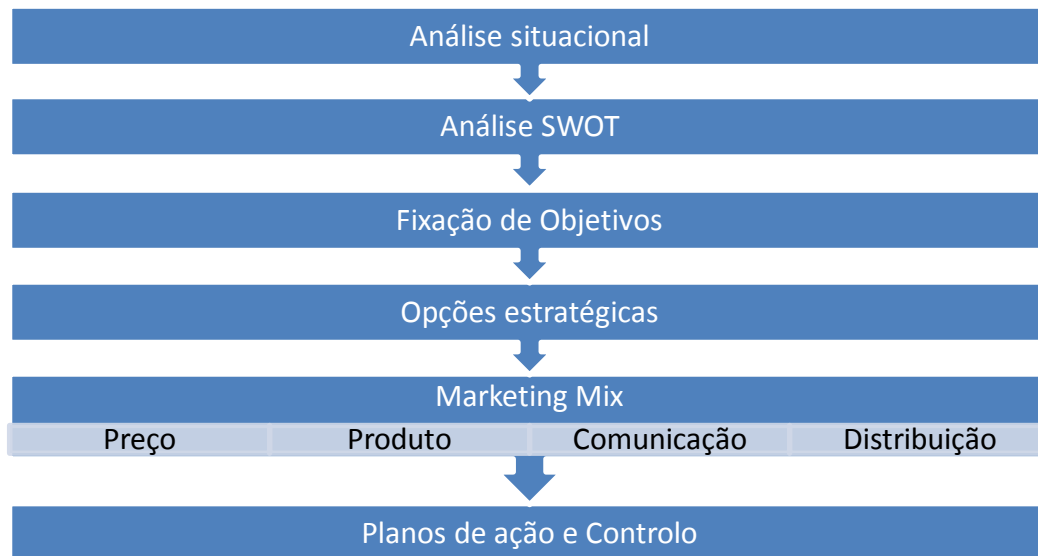 Análise situacional
Análise SWOT
Fixação de Objetivos
Opções estratégicas
Marketing Mix
Preço Produto Comunicação Distribuição
Planos de ação e Controlo